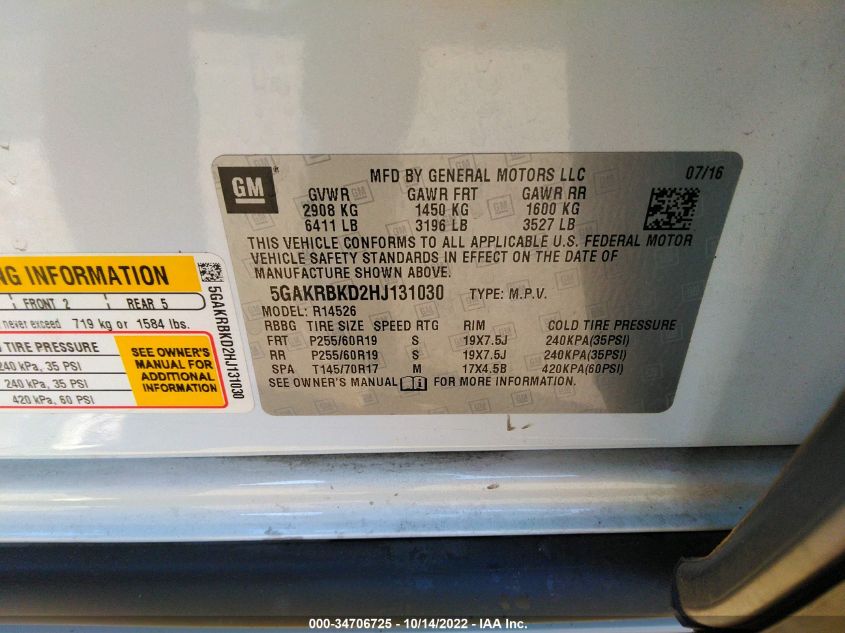 GM
MFD BY GENERAL MOTORS LLC 07/16
GVWR GAWR FRT GAWR RR
2908 KG 1450 KG 1600 KG
6411 LB 3196 LB 3527 LB
THIS VEHICLE CONFORMS TO ALL APPLICABLE U.S. FEDERAL MOTOR
VEHICLE SAFETY STANDARDS IN EFFECT ON THE DATE OF
MANUFACTURE SHOWN ABOVE.
5GAKRBKD2HJ131030 TYPE: M.P.V.
MODEL: R14526
RBBG TIRE SIZE SPEED RTG RIM COLD TIRE PRESSURE
FRT P255/60R19 S 19X7.5J 240KPA(35PSI)
RR P255/60R19 S 19X7.5J 240KPA(35PSI)
SPA T145/70R17 M 17X4.5B 420KPA(60PSI)
SEE OWNER'S MANUAL FOR MORE INFORMATION.
NG INFORMATION
FRONT 2 REAR 5
never exceed 719 kg or 1584 lbs.
TIRE PRESSURE
240 kPa, 35 PSI
240 kPa, 35 PSI
420 kPa, 60 PSI
SEE OWNER'S
MANUAL FOR
ADDITIONAL
INFORMATION
5GAKRBKD2HJ131030
000-34706725 - 10/14/2022 - IAA Inc.